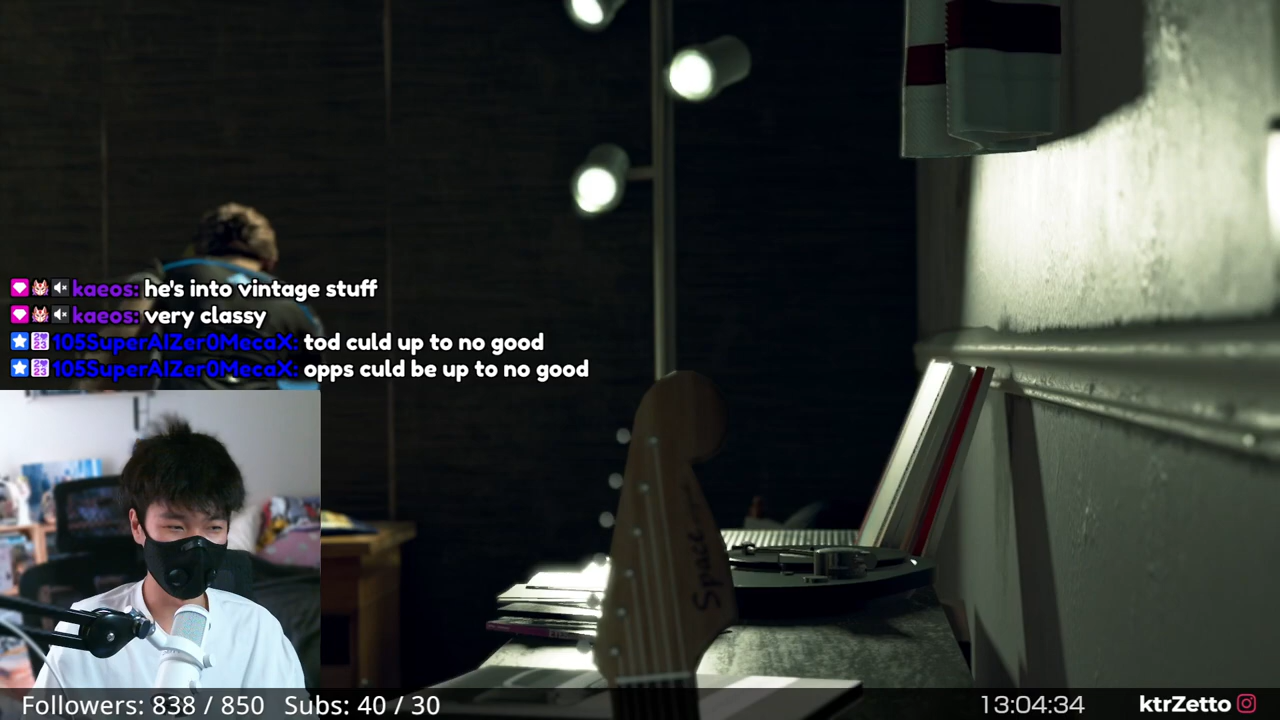 kaeos: he's into vintage stuff
kaeos: very classy
105SuperAIZer0MecaX: tod culd up to no good
105SuperAIZer0MecaX: opps culd be up to no good
Space
Followers: 838 / 850 Subs: 40 / 30
13:04:34
ktrZetto